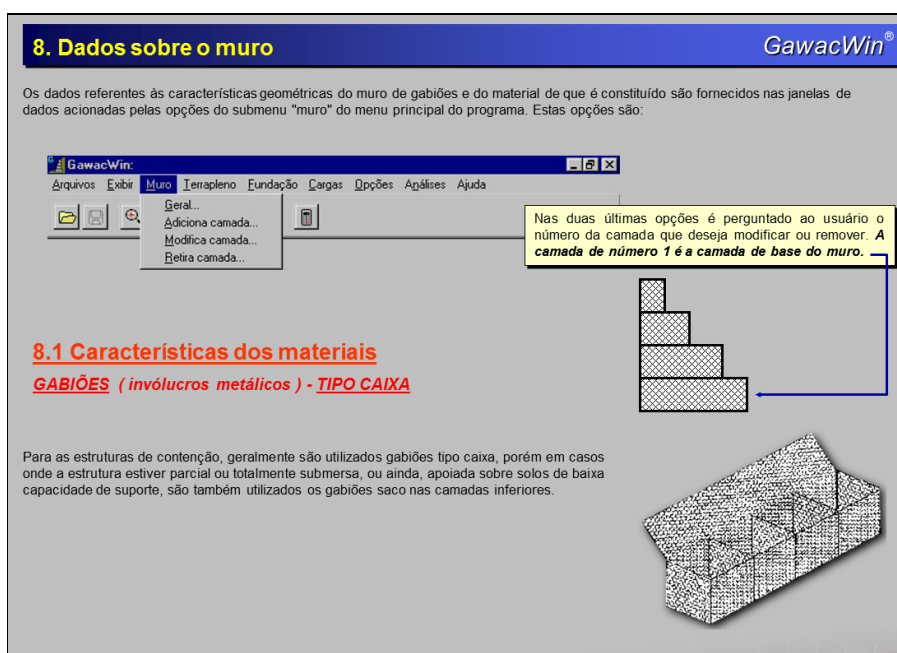 8. Dados sobre o muro
GawacWin®
Os dados referentes às características geométricas do muro de gabiões e do material de que é constituído são fornecidos nas janelas de
dados acionadas pelas opções do submenu "muro" do menu principal do programa. Estas opções são:
GawacWin:
Arquivos Exibir Muro Terrapleno Fundação Cargas Opções Análises Ajuda
Geral...
Adiciona camada...
Modifica camada...
Retira camada...
Nas duas últimas opções é perguntado ao usuário o
número da camada que deseja modificar ou remover. A
camada de número 1 é a camada de base do muro.
8.1 Características dos materiais
GABIÕES ( invólucros metálicos ) - TIPO CAIXA
Para as estruturas de contenção, geralmente são utilizados gabiões tipo caixa, porém em casos
onde a estrutura estiver parcial ou totalmente submersa, ou ainda, apoiada sobre solos de baixa
capacidade de suporte, são também utilizados os gabiões saco nas camadas inferiores.